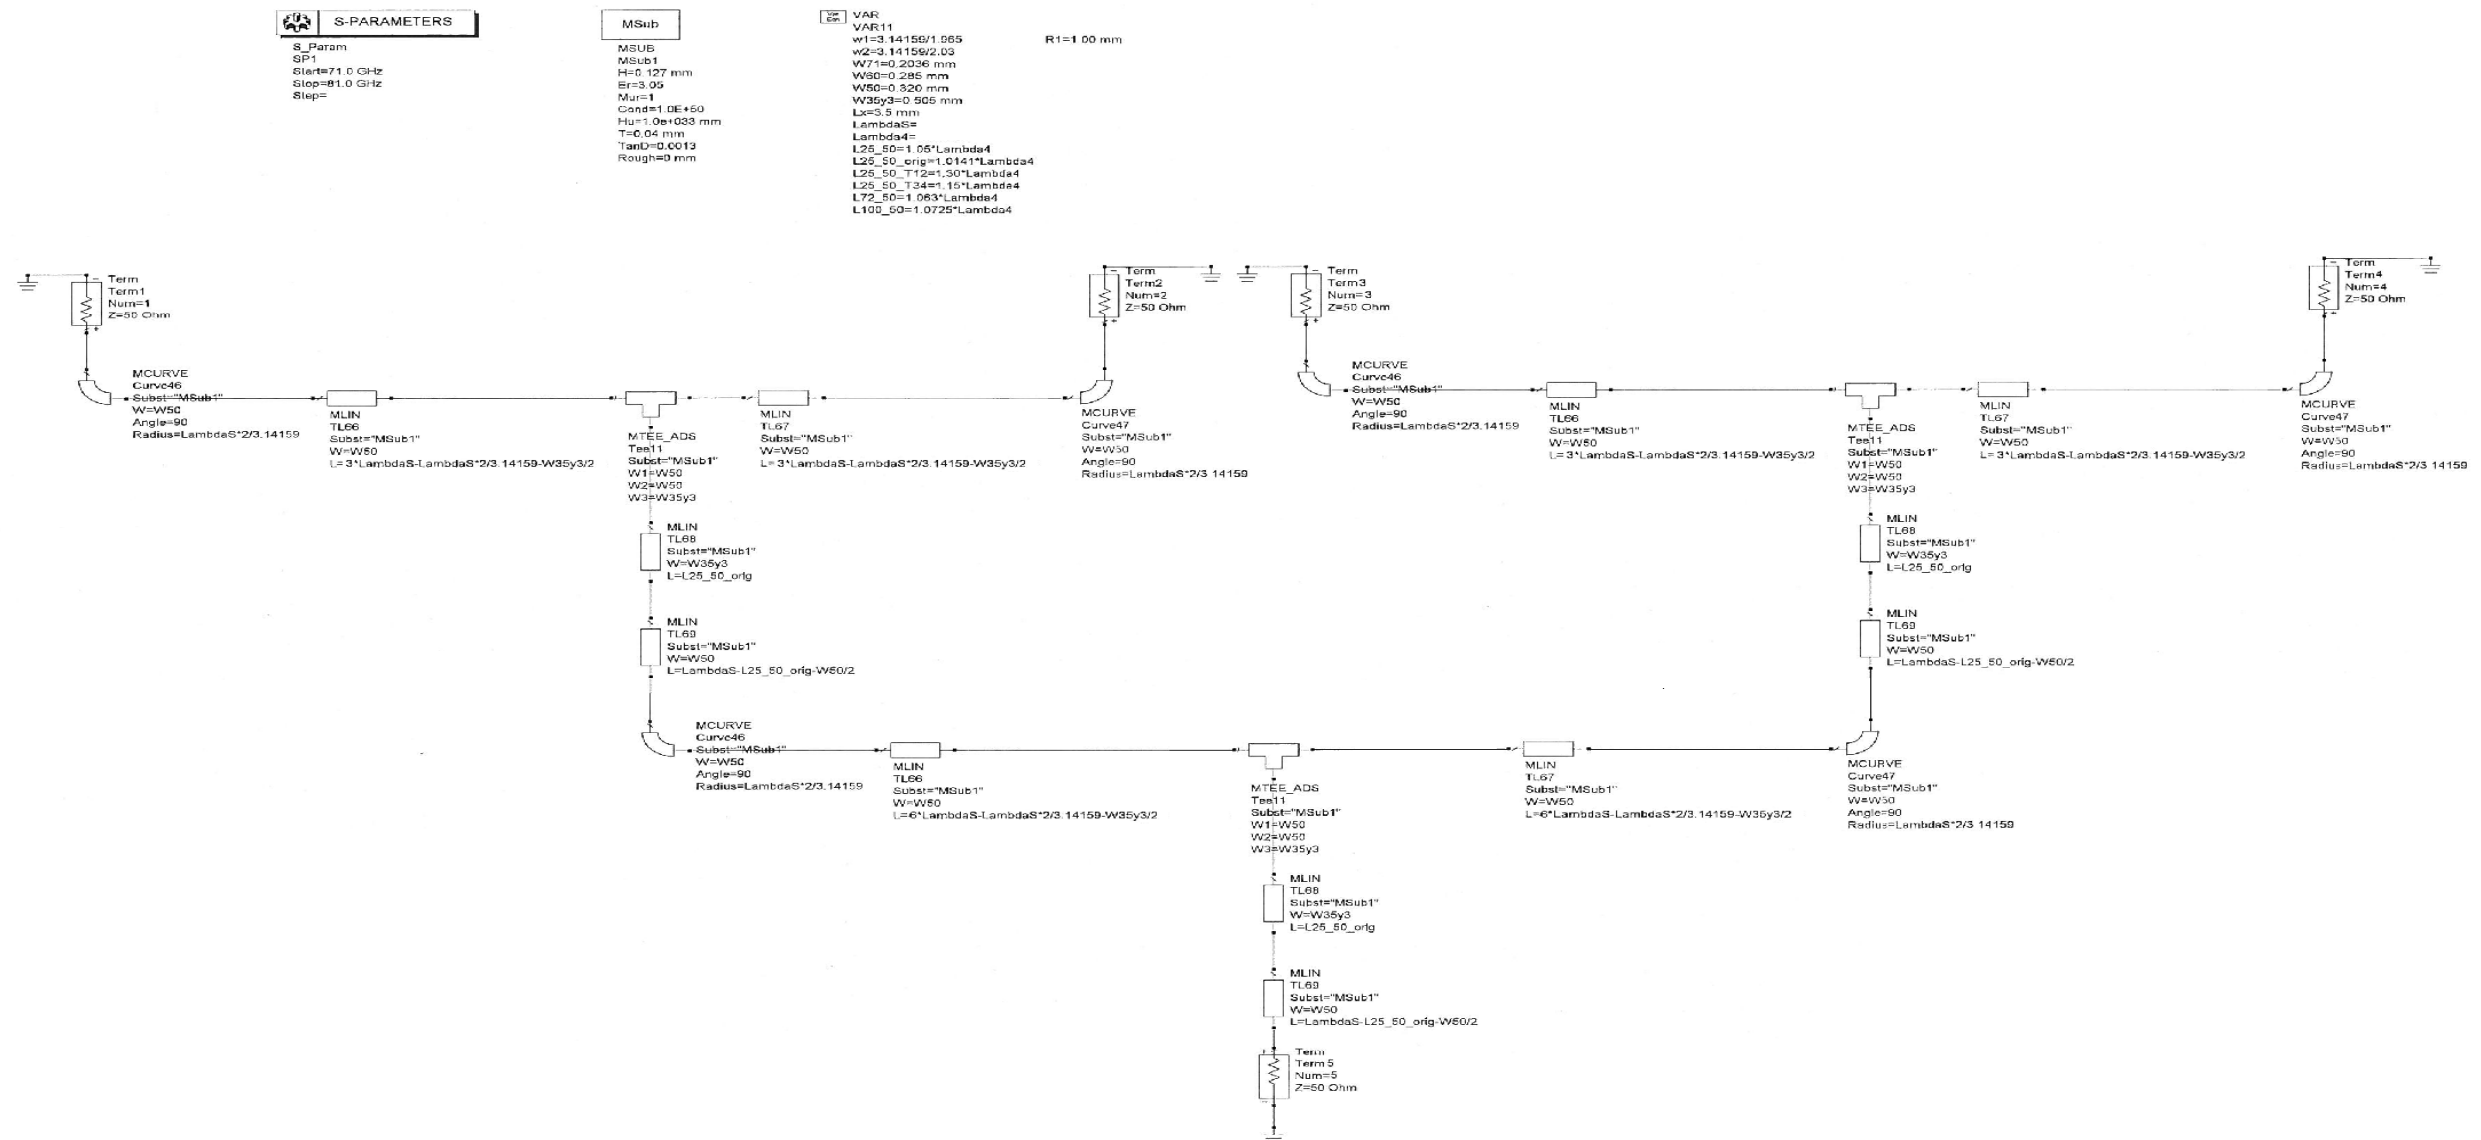 S-PARAMETERS
S_Param
SP1
Start=71.0 GHz
Stop=81.0 GHz
Step=
MSub
MSUB
MSub1
H=0.127 mm
Er=3.05
Mur=1
Cond=1.0E+50
Hu=1.0e+033 mm
T=0.04 mm
TanD=0.0013
Rough=0 mm
Var
Eqn
VAR
VAR11
w1=3.14159/1.965
R1=1.00 mm
w2=3.14159/2.03
W71=0.2036 mm
W60=0.285 mm
W50=0.320 mm
W35y3=0.505 mm
Lx=3.5 mm
LambdaS=
Lambda4=
L25_50=1.05*Lambda4
L25_50_orig=1.0141*Lambda4
L25_50_T12=1.30*Lambda4
L25_50_T34=1.15*Lambda4
L72_50=1.063*Lambda4
L100_50=1.0725*Lambda4
Term
Term1
Num=1
Z=50 Ohm
Term
Term2
Num=2
Z=50 Ohm
Term
Term3
Num=3
Z=50 Ohm
Term
Term4
Num=4
Z=50 Ohm
MCURVE
Curve46
Subst="MSub1"
W=W50
Angle=90
Radius=LambdaS*2/3.14159
MLIN
TL66
Subst="MSub1"
W=W50
L= 3*LambdaS-LambdaS*2/3.14159-W35y3/2
MTEE_ADS
Tee11
Subst="MSub1"
W1=W50
W2=W50
W3=W35y3
MLIN
TL67
Subst="MSub1"
W=W50
L= 3*LambdaS-LambdaS*2/3.14159-W35y3/2
MCURVE
Curve47
Subst="MSub1"
W=W50
Angle=90
Radius=LambdaS*2/3.14159
MCURVE
Curve46
Subst="MSub1"
W=W50
Angle=90
Radius=LambdaS*2/3.14159
MLIN
TL66
Subst="MSub1"
W=W50
L= 3*LambdaS-LambdaS*2/3.14159-W35y3/2
MTEE_ADS
Tee11
Subst="MSub1"
W1=W50
W2=W50
W3=W35y3
MLIN
TL67
Subst="MSub1"
W=W50
L= 3*LambdaS-LambdaS*2/3.14159-W35y3/2
MCURVE
Curve47
Subst="MSub1"
W=W50
Angle=90
Radius=LambdaS*2/3.14159
MLIN
TL68
Subst="MSub1"
W=W35y3
L=L25_50_orig
MLIN
TL69
Subst="MSub1"
W=W50
L=LambdaS-L25_50_orig-W50/2
MLIN
TL68
Subst="MSub1"
W=W35y3
L=L25_50_orig
MLIN
TL69
Subst="MSub1"
W=W50
L=LambdaS-L25_50_orig-W50/2
MCURVE
Curve46
Subst="MSub1"
W=W50
Angle=90
Radius=LambdaS*2/3.14159
MLIN
TL66
Subst="MSub1"
W=W50
L=6*LambdaS-LambdaS*2/3.14159-W35y3/2
MTEE_ADS
Tee11
Subst="MSub1"
W1=W50
W2=W50
W3=W35y3
MLIN
TL67
Subst="MSub1"
W=W50
L=6*LambdaS-LambdaS*2/3.14159-W35y3/2
MCURVE
Curve47
Subst="MSub1"
W=W50
Angle=90
Radius=LambdaS*2/3.14159
MLIN
TL68
Subst="MSub1"
W=W35y3
L=L25_50_orig
MLIN
TL69
Subst="MSub1"
W=W50
L=LambdaS-L25_50_orig-W50/2
Term
Term5
Num=5
Z=50 Ohm